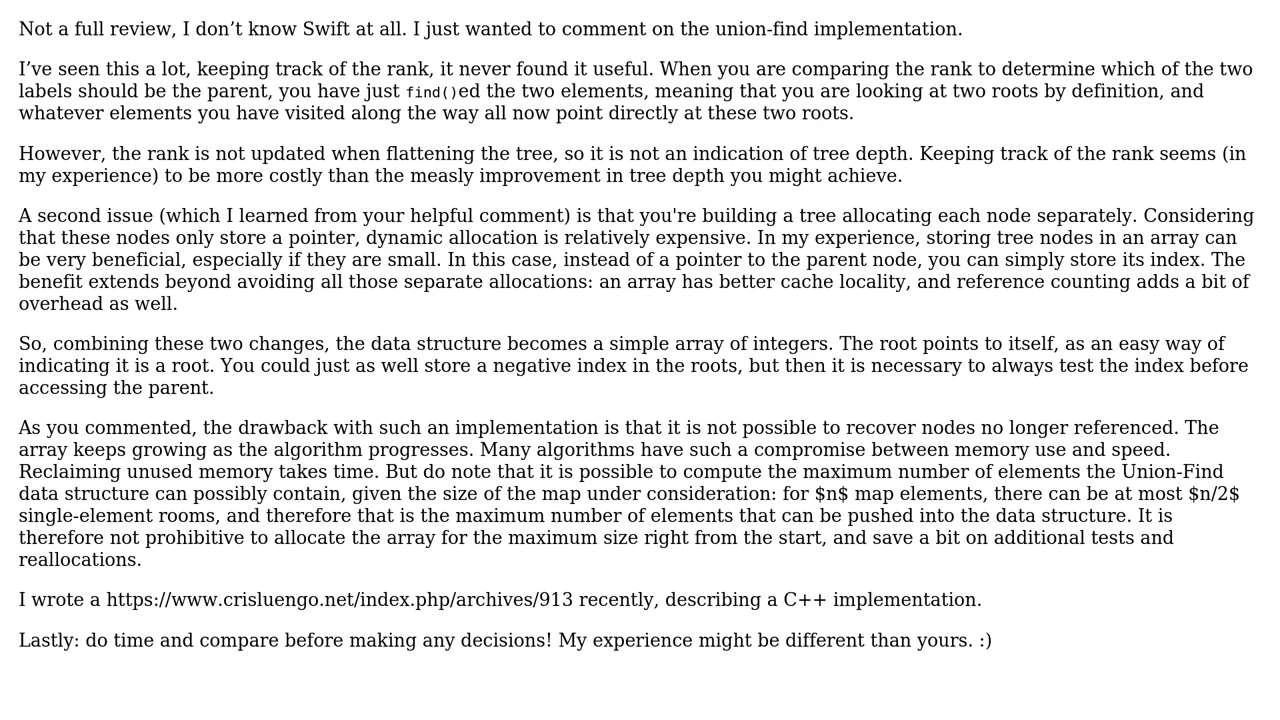 Not a full review, I don’t know Swift at all. I just wanted to comment on the union-find implementation.
I’ve seen this a lot, keeping track of the rank, it never found it useful. When you are comparing the rank to determine which of the two
labels should be the parent, you have just find()ed the two elements, meaning that you are looking at two roots by definition, and
whatever elements you have visited along the way all now point directly at these two roots.
However, the rank is not updated when flattening the tree, so it is not an indication of tree depth. Keeping track of the rank seems (in
my experience) to be more costly than the measly improvement in tree depth you might achieve.
A second issue (which I learned from your helpful comment) is that you're building a tree allocating each node separately. Considering
that these nodes only store a pointer, dynamic allocation is relatively expensive. In my experience, storing tree nodes in an array can
be very beneficial, especially if they are small. In this case, instead of a pointer to the parent node, you can simply store its index. The
benefit extends beyond avoiding all those separate allocations: an array has better cache locality, and reference counting adds a bit of
overhead as well.
So, combining these two changes, the data structure becomes a simple array of integers. The root points to itself, as an easy way of
indicating it is a root. You could just as well store a negative index in the roots, but then it is necessary to always test the index before
accessing the parent.
As you commented, the drawback with such an implementation is that it is not possible to recover nodes no longer referenced. The
array keeps growing as the algorithm progresses. Many algorithms have such a compromise between memory use and speed.
Reclaiming unused memory takes time. But do note that it is possible to compute the maximum number of elements the Union-Find
data structure can possibly contain, given the size of the map under consideration: for $n$ map elements, there can be at most $n/2$
single-element rooms, and therefore that is the maximum number of elements that can be pushed into the data structure. It is
therefore not prohibitive to allocate the array for the maximum size right from the start, and save a bit on additional tests and
reallocations.
I wrote a https://www.crisluengo.net/index.php/archives/913 recently, describing a C++ implementation.
Lastly: do time and compare before making any decisions! My experience might be different than yours. :)